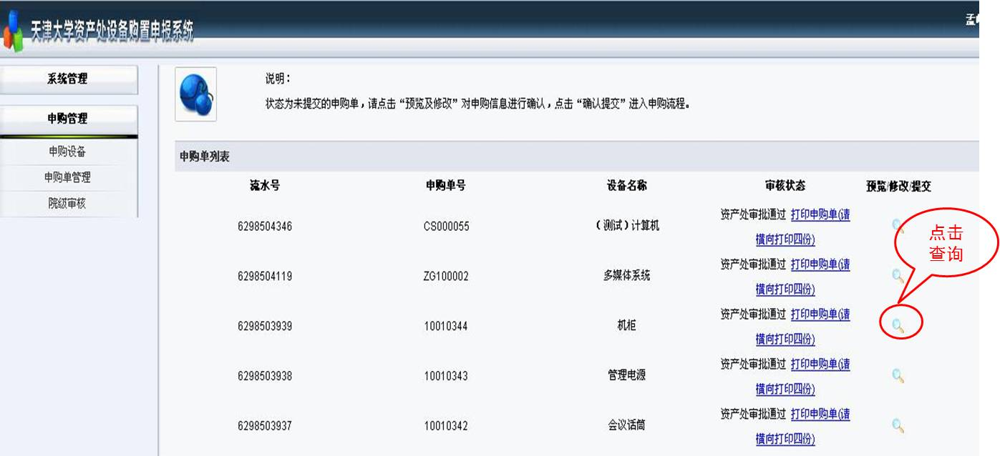 天津大学资产处设备购置申报系统
孟
系统管理
申购管理
申购设备
申购单管理
院级审核
说明：
状态为未提交的申购单，请点击“预览及修改”对申购信息进行确认，点击“确认提交”进入申购流程。
申购单列表
流水号 申购单号 设备名称 审核状态 预览/修改/提交
6298504346 CS000055 （测试）计算机 资产处审批通过 打印申购单(请
横向打印四份)
点击
查询
6298504119 ZG100002 多媒体系统 资产处审批通过 打印申购单(请
横向打印四份)
6298503939 10010344 机柜 资产处审批通过 打印申购单(请
横向打印四份)
6298503938 10010343 管理电源 资产处审批通过 打印申购单(请
横向打印四份)
6298503937 10010342 会议话筒 资产处审批通过 打印申购单(请
横向打印四份)